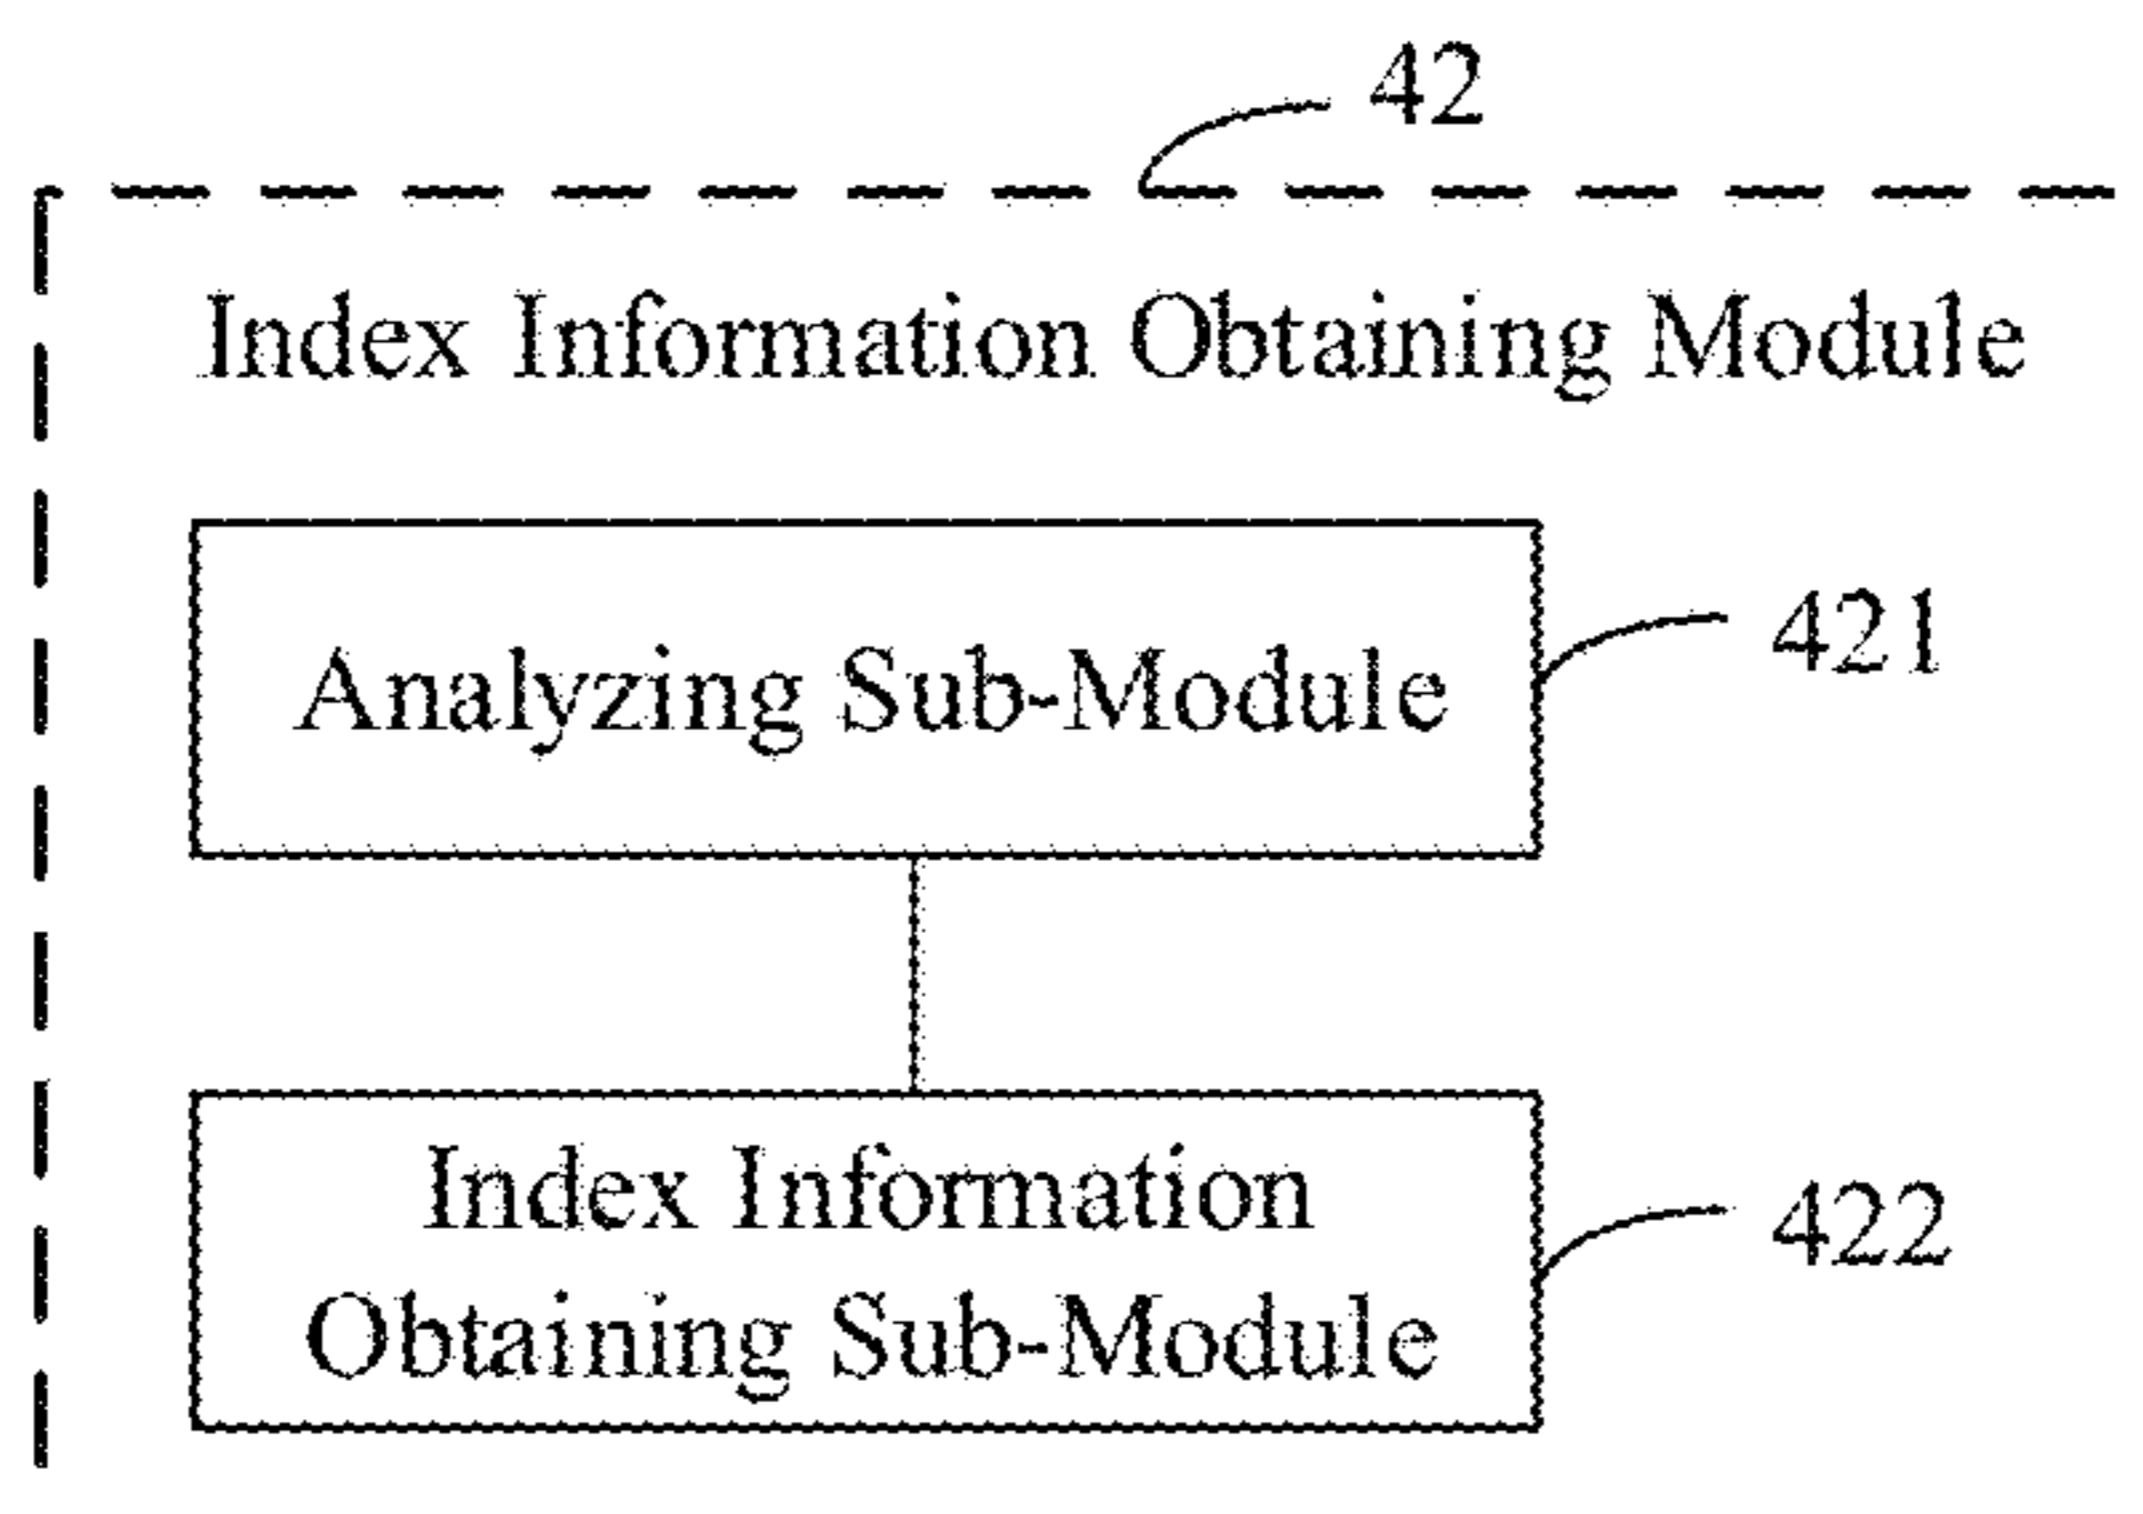 42
Index Information Obtaining Module
Analyzing Sub-Module
421
Index Information
Obtaining Sub-Module
422